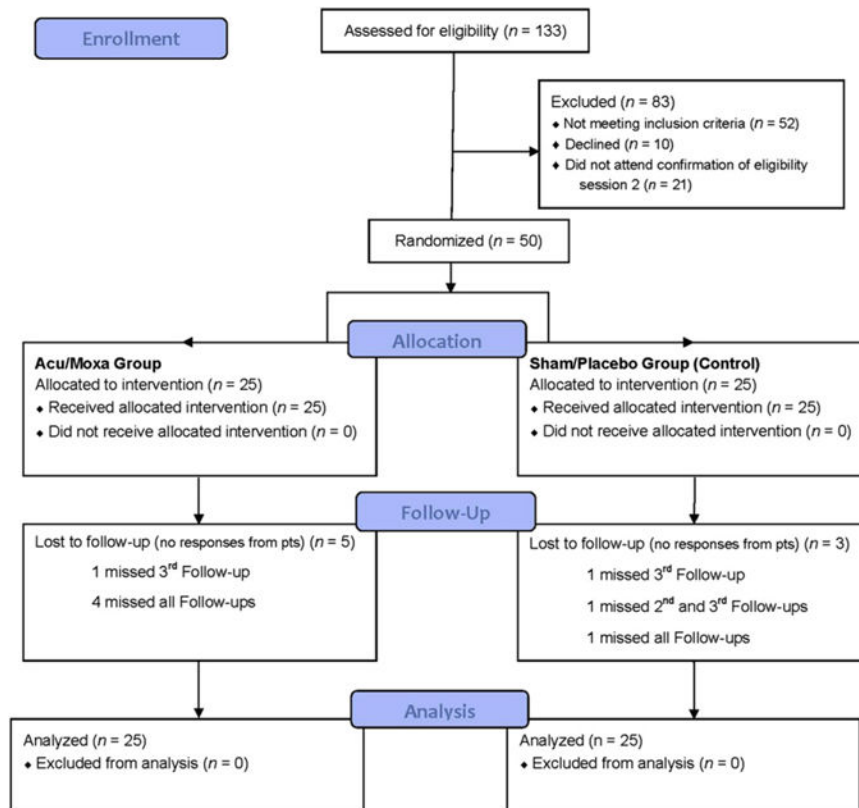 Enrollment
Assessed for eligibility (n = 133)
Excluded (n = 83)
♦ Not meeting inclusion criteria (n = 52)
♦ Declined (n = 10)
♦ Did not attend confirmation of eligibility
session 2 (n = 21)
Randomized (n = 50)
Allocation
Acu/Moxa Group
Allocated to intervention (n = 25)
♦ Received allocated intervention (n = 25)
♦ Did not receive allocated intervention (n = 0)
Sham/Placebo Group (Control)
Allocated to intervention (n = 25)
♦ Received allocated intervention (n = 25)
♦ Did not receive allocated intervention (n = 0)
Follow-Up
Lost to follow-up (no responses from pts) (n = 5)
1 missed 3rd Follow-up
4 missed all Follow-ups
Lost to follow-up (no responses from pts) (n = 3)
1 missed 3rd Follow-up
1 missed 2nd and 3rd Follow-ups
1 missed all Follow-ups
Analysis
Analyzed (n = 25)
♦ Excluded from analysis (n = 0)
Analyzed (n = 25)
♦ Excluded from analysis (n = 0)